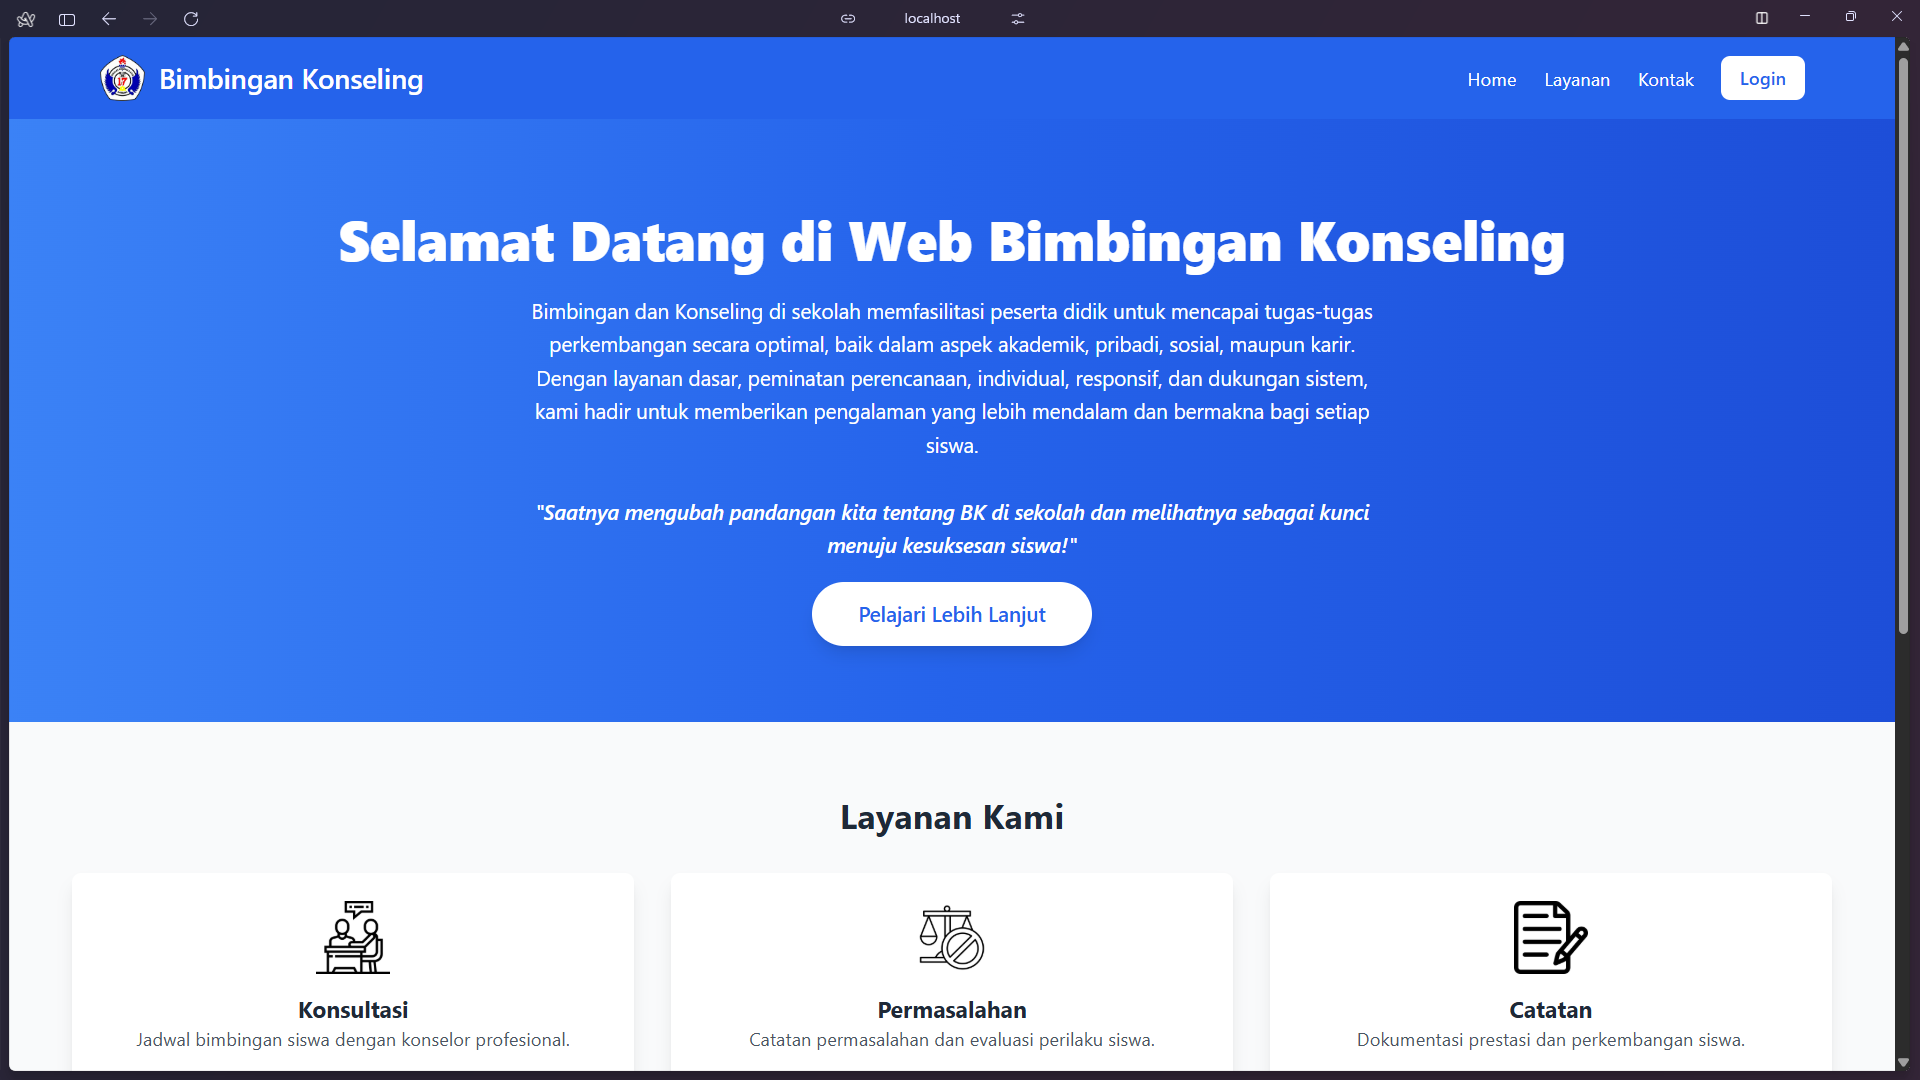 localhost
Bimbingan Konseling
Home
Layanan
Kontak
Login
Selamat Datang di Web Bimbingan Konseling
Bimbingan dan Konseling di sekolah memfasilitasi peserta didik untuk mencapai tugas-tugas
perkembangan secara optimal, baik dalam aspek akademik, pribadi, sosial, maupun karir.
Dengan layanan dasar, peminatan perencanaan, individual, responsif, dan dukungan sistem,
kami hadir untuk memberikan pengalaman yang lebih mendalam dan bermakna bagi setiap
siswa.
"Saatnya mengubah pandangan kita tentang BK di sekolah dan melihatnya sebagai kunci
menuju kesuksesan siswa!"
Pelajari Lebih Lanjut
Layanan Kami
Konsultasi
Jadwal bimbingan siswa dengan konselor profesional.
Permasalahan
Catatan permasalahan dan evaluasi perilaku siswa.
Catatan
Dokumentasi prestasi dan perkembangan siswa.